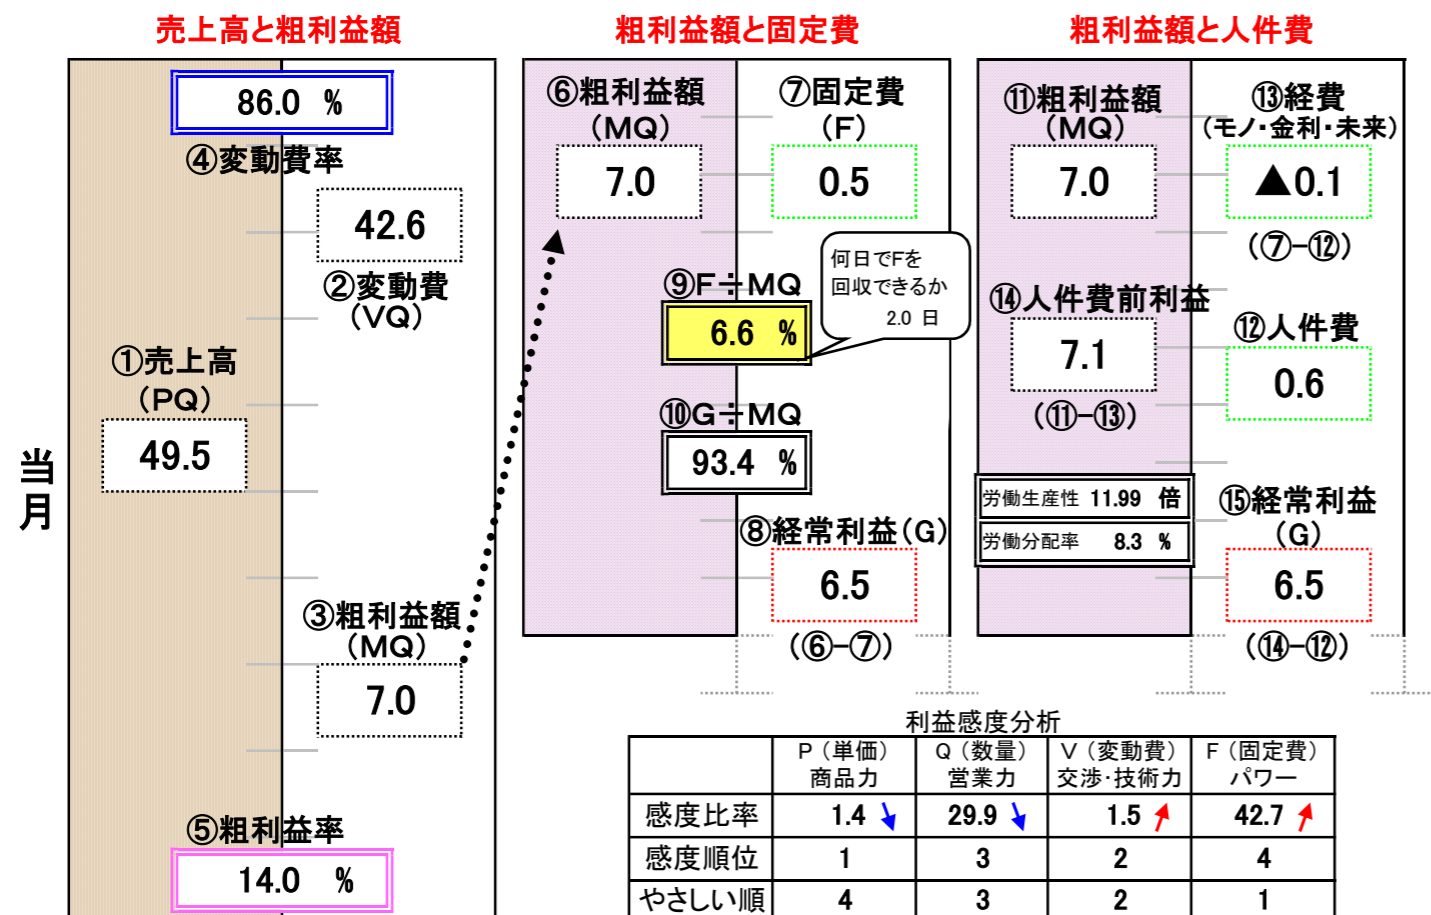 売上高と粗利益額
粗利益額と固定費
粗利益額と人件費
当月
86.0 %
④変動費率
42.6
②変動費
(VQ)
①売上高
(PQ)
49.5
③粗利益額
(MQ)
7.0
⑤粗利益率
14.0 %
⑥粗利益額
(MQ)
7.0
⑦固定費
(F)
0.5
何日でFを
回収できるか
2.0 日
⑨F÷MQ
6.6 %
⑩G÷MQ
93.4 %
⑧経常利益(G)
6.5
(⑥−⑦)
⑪粗利益額
(MQ)
7.0
⑬経費
(モノ・金利・未来)
▲0.1
(⑦−⑫)
⑭人件費前利益
7.1
(⑪−⑬)
⑫人件費
0.6
労働生産性 11.99 倍
労働分配率 8.3 %
⑮経常利益
(G)
6.5
(⑭−⑫)
利益感度分析
P(単価) Q(数量) V(変動費) F(固定費)
商品力 営業力 交渉・技術力 パワー
感度比率 1.4 29.9 1.5 42.7
感度順位 1 3 2 4
やさしい順 4 3 2 1